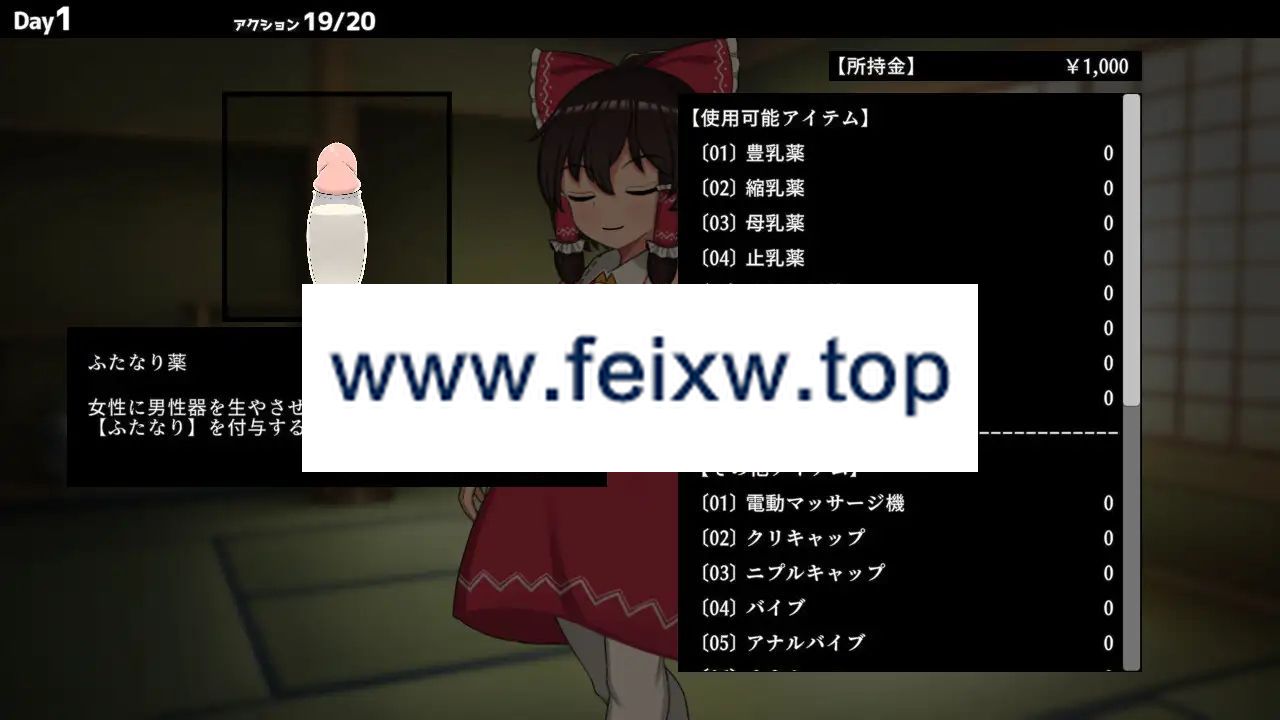 Day1
アクション 19/20
【所持金】 ￥1,000
【使用可能アイテム】
〔01〕豊乳薬 0
〔02〕縮乳薬 0
〔03〕母乳薬 0
〔04〕止乳薬 0
0
0
0
0
ふたなり薬
女性に男性器を生やさせ
【ふたなり】を付与する
www.feixw.top
〔01〕電動マッサージ機 0
〔02〕クリキャップ 0
〔03〕ニプルキャップ 0
〔04〕バイブ 0
〔05〕アナルバイブ 0